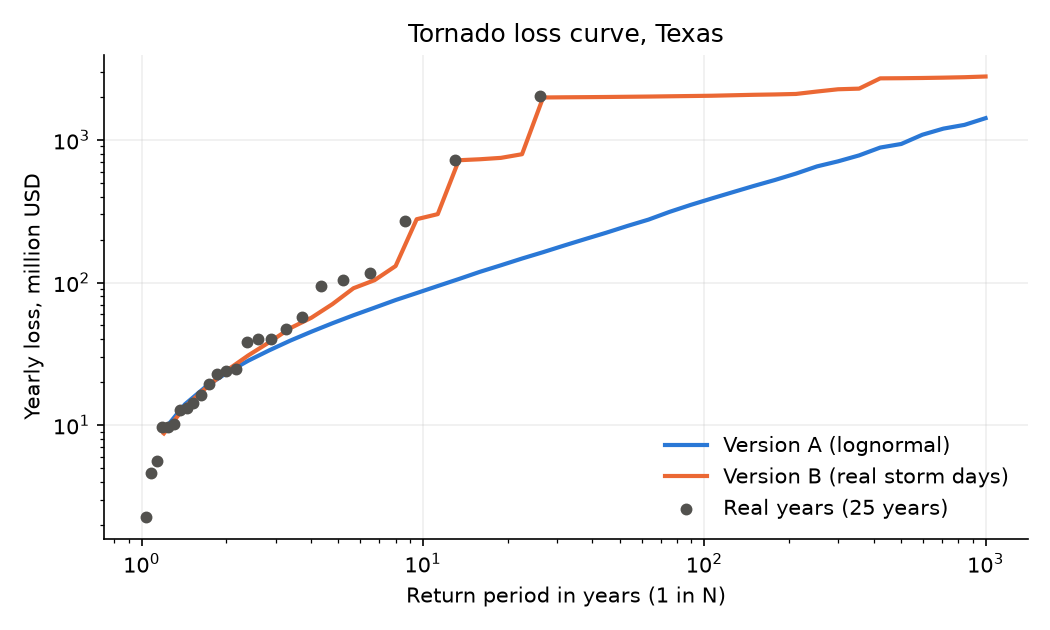 Tornado loss curve, Texas
Yearly loss, million USD
10³
10²
10¹
Version A (lognormal)
Version B (real storm days)
Real years (25 years)
10⁰ 10¹ 10² 10³
Return period in years (1 in N)